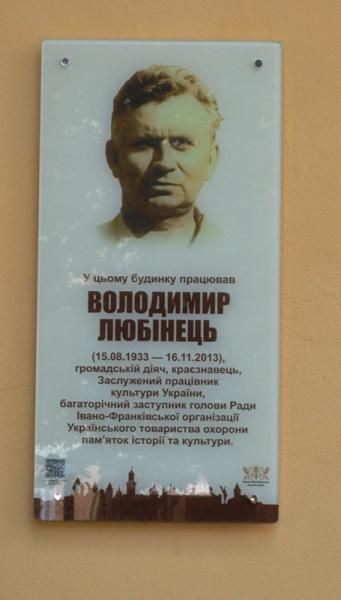 У цьому будинку працював
ВОЛОДИМИР
ЛЮБІНЕЦЬ
(15.08.1933 — 16.11.2013),
громадській діяч, краєзнавець,
Заслужений працівник
культури України,
багаторічний заступник голови Ради
Івано-Франківської організації
Українського товариства охорони
пам'яток історії та культури.